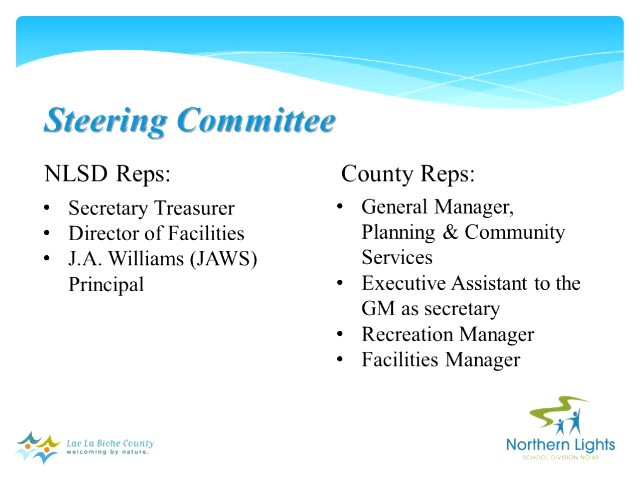 Steering Committee
NLSD Reps:
• Secretary Treasurer
• Director of Facilities
• J.A. Williams (JAWS)
Principal
County Reps:
• General Manager,
Planning & Community
Services
• Executive Assistant to the
GM as secretary
• Recreation Manager
• Facilities Manager
Lac La Biche County
welcoming by nature.
Northern Lights
SCHOOL DIVISION NO.69